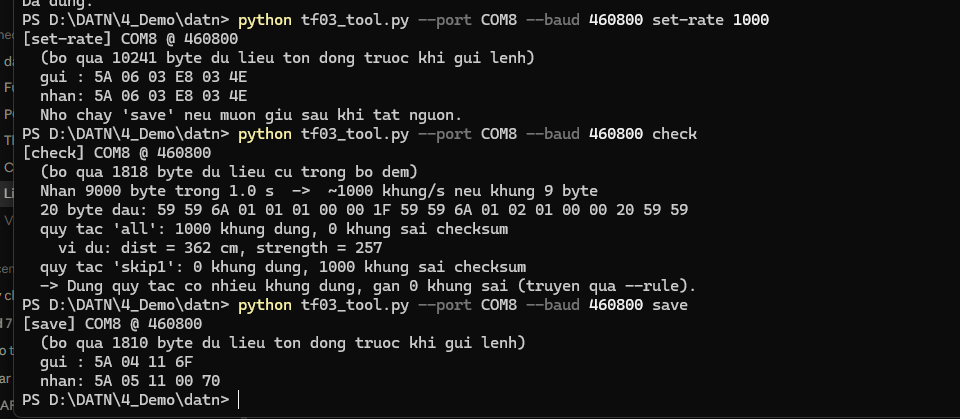 Da dung.
PS D:\DATN\4_Demo\datn> python tf03_tool.py --port COM8 --baud 460800 set-rate 1000
[set-rate] COM8 @ 460800
(bo qua 10241 byte du lieu ton dong truoc khi gui lenh)
gui : 5A 06 03 E8 03 4E
nhan: 5A 06 03 E8 03 4E
Nho chay 'save' neu muon giu sau khi tat nguon.
PS D:\DATN\4_Demo\datn> python tf03_tool.py --port COM8 --baud 460800 check
[check] COM8 @ 460800
(bo qua 1818 byte du lieu cu trong bo dem)
Nhan 9000 byte trong 1.0 s -> ~1000 khung/s neu khung 9 byte
20 byte dau: 59 59 6A 01 01 01 00 00 1F 59 59 6A 01 02 01 00 00 20 59 59
quy tac 'all': 1000 khung dung, 0 khung sai checksum
vi du: dist = 362 cm, strength = 257
quy tac 'skip1': 0 khung dung, 1000 khung sai checksum
-> Dung quy tac co nhieu khung dung, gan 0 khung sai (truyen qua --rule).
PS D:\DATN\4_Demo\datn> python tf03_tool.py --port COM8 --baud 460800 save
[save] COM8 @ 460800
(bo qua 1810 byte du lieu ton dong truoc khi gui lenh)
gui : 5A 04 11 6F
nhan: 5A 05 11 00 70
PS D:\DATN\4_Demo\datn>